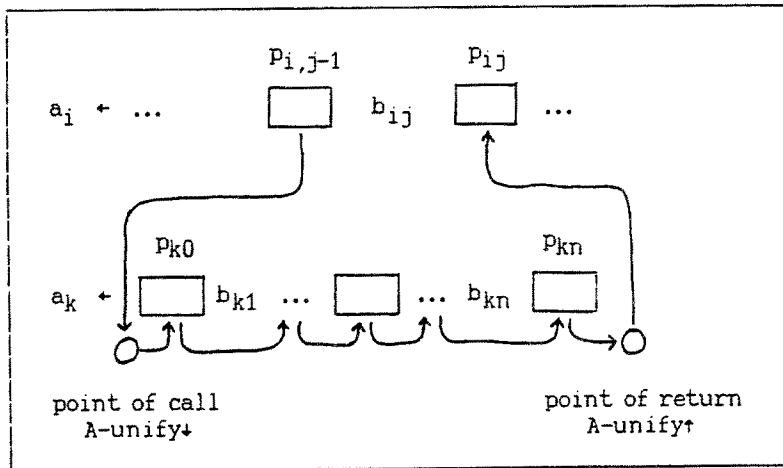 p_{i,j-1} p_{ij}
a_i ← ... b_{ij} ...
p_{k0} p_{kn}
a_k ← b_{k1} ... ... b_{kn}
point of call point of return
A-unify↓ A-unify↑